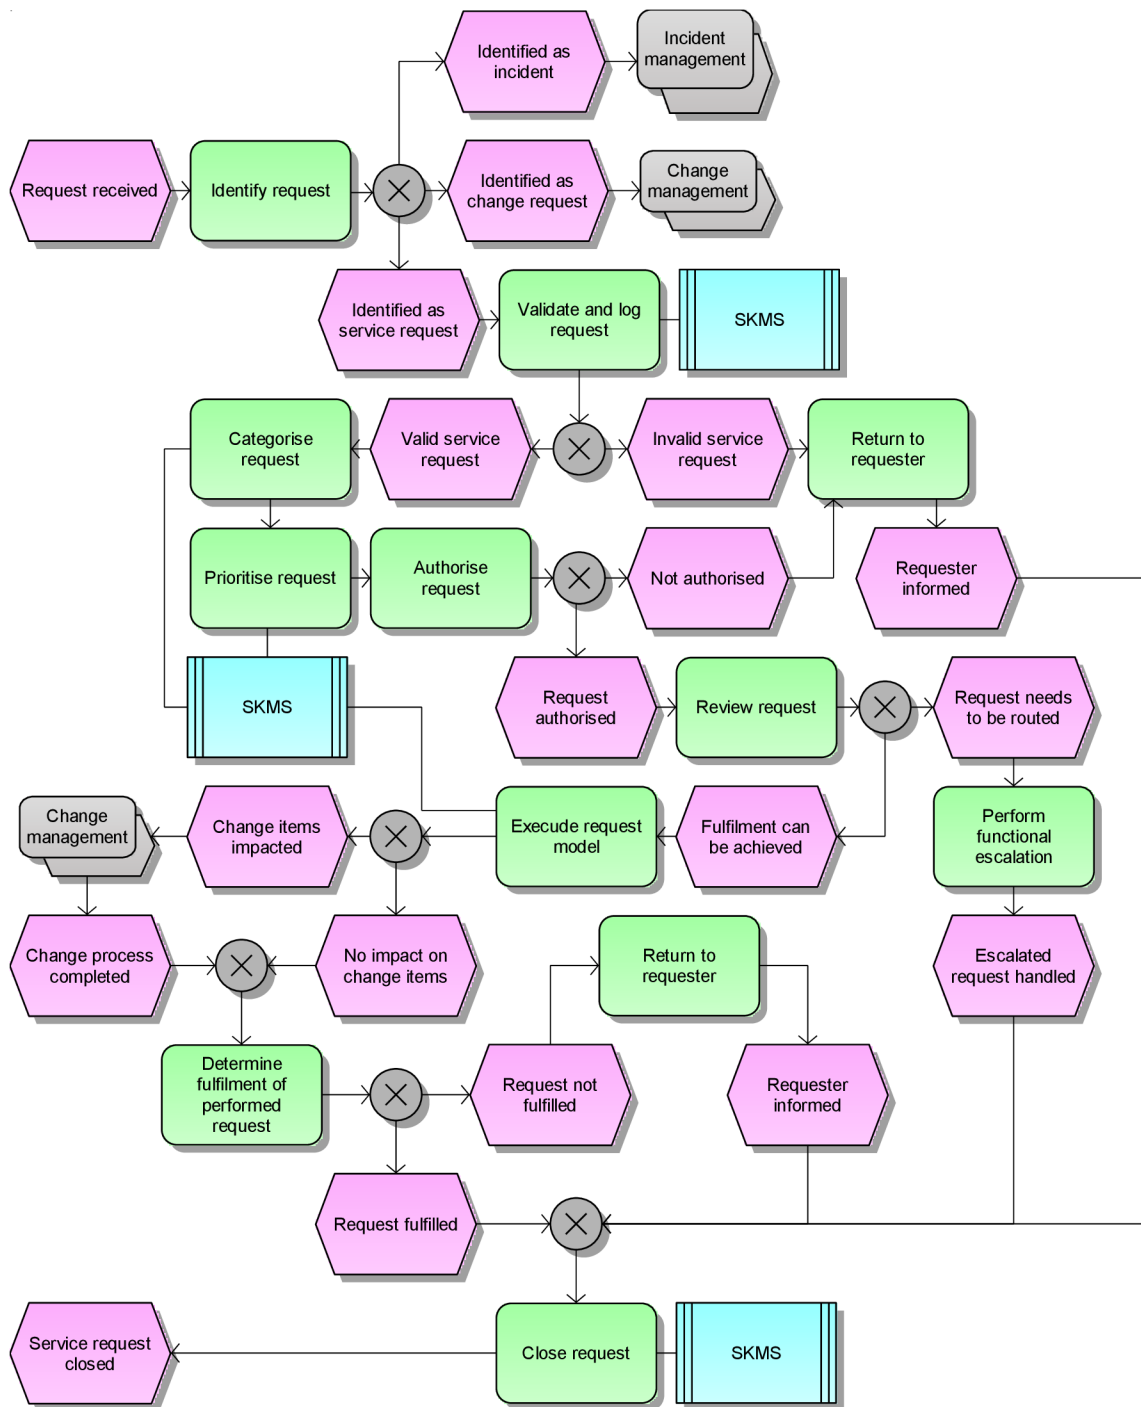 Identified as
incident
Incident
management
Request received
Identify request
Identified as
change request
Change
management
Identified as
service request
Validate and log
request
SKMS
Categorise
request
Valid service
request
Invalid service
request
Return to
requester
Prioritise request
Authorise
request
Not authorised
Requester
informed
SKMS
Request
authorised
Review request
Request needs
to be routed
Change
management
Change items
impacted
Execute request
model
Fulfilment can
be achieved
Perform
functional
escalation
Change process
completed
No impact on
change items
Return to
requester
Escalated
request handled
Determine
fulfilment of
performed
request
Request not
fulfilled
Requester
informed
Request fulfilled
Service request
closed
Close request
SKMS